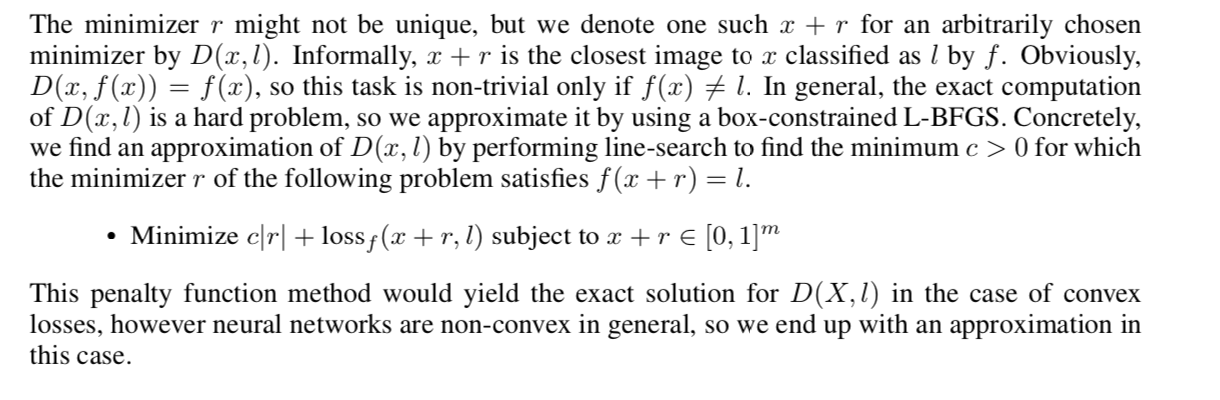 The minimizer r might not be unique, but we denote one such x + r for an arbitrarily chosen
minimizer by D(x, l). Informally, x + r is the closest image to x classified as l by f. Obviously,
D(x, f(x)) = f(x), so this task is non-trivial only if f(x) ≠ l. In general, the exact computation
of D(x, l) is a hard problem, so we approximate it by using a box-constrained L-BFGS. Concretely,
we find an approximation of D(x, l) by performing line-search to find the minimum c > 0 for which
the minimizer r of the following problem satisfies f(x + r) = l.
• Minimize c|r| + loss_f(x + r, l) subject to x + r ∈ [0, 1]^m
This penalty function method would yield the exact solution for D(X, l) in the case of convex
losses, however neural networks are non-convex in general, so we end up with an approximation in
this case.